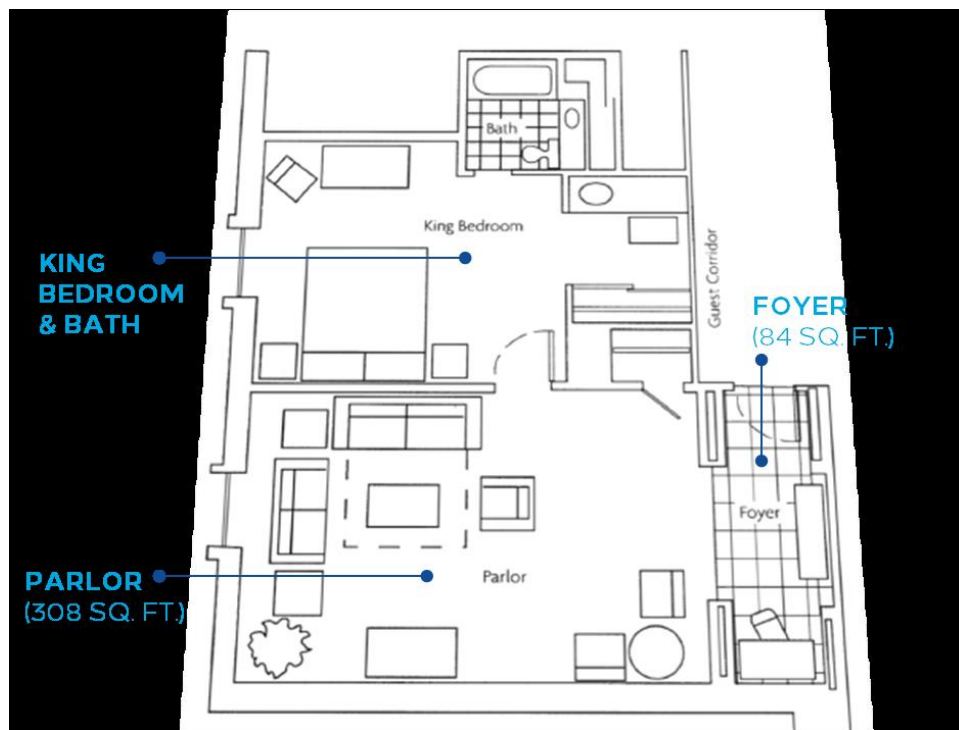 Bath
King Bedroom
KING
BEDROOM
& BATH
Guest Corridor
FOYER
(84 SQ. FT.)
Foyer
PARLOR
(308 SQ. FT.)
Parlor